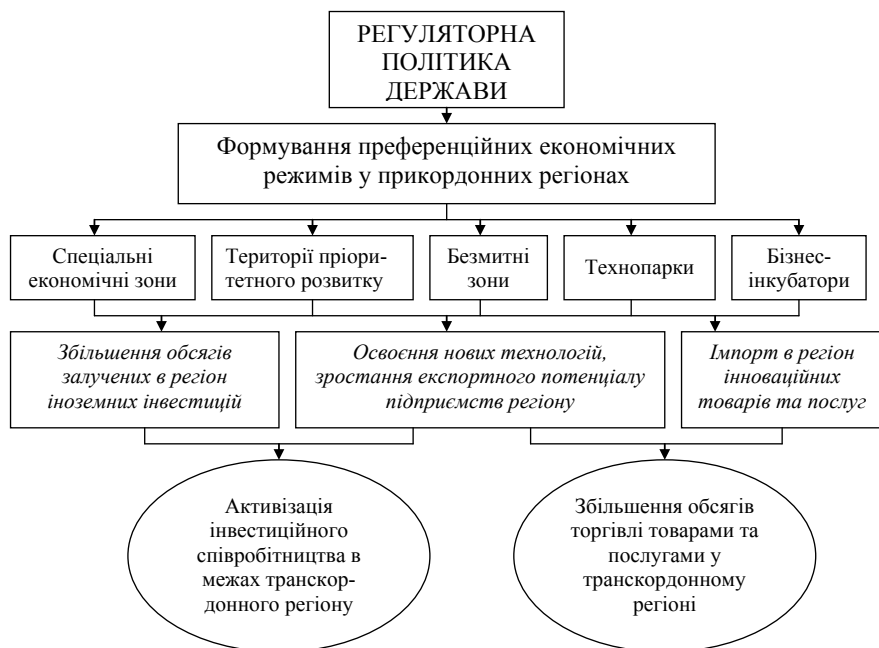 РЕГУЛЯТОРНА
ПОЛІТИКА
ДЕРЖАВИ
Формування преференційних економічних
режимів у прикордонних регіонах
Спеціальні
економічні зони
Території пріори-
тетного розвитку
Безмитні
зони
Технопарки
Бізнес-
інкубатори
Збільшення обсягів
залучених в регіон
іноземних інвестицій
Освоєння нових технологій,
зростання експортного потенціалу
підприємств регіону
Імпорт в регіон
інноваційних
товарів та послуг
Активізація
інвестиційного
співробітництва в
межах транскор-
донного регіону
Збільшення обсягів
торгівлі товарами та
послугами у
транскордонному
регіоні